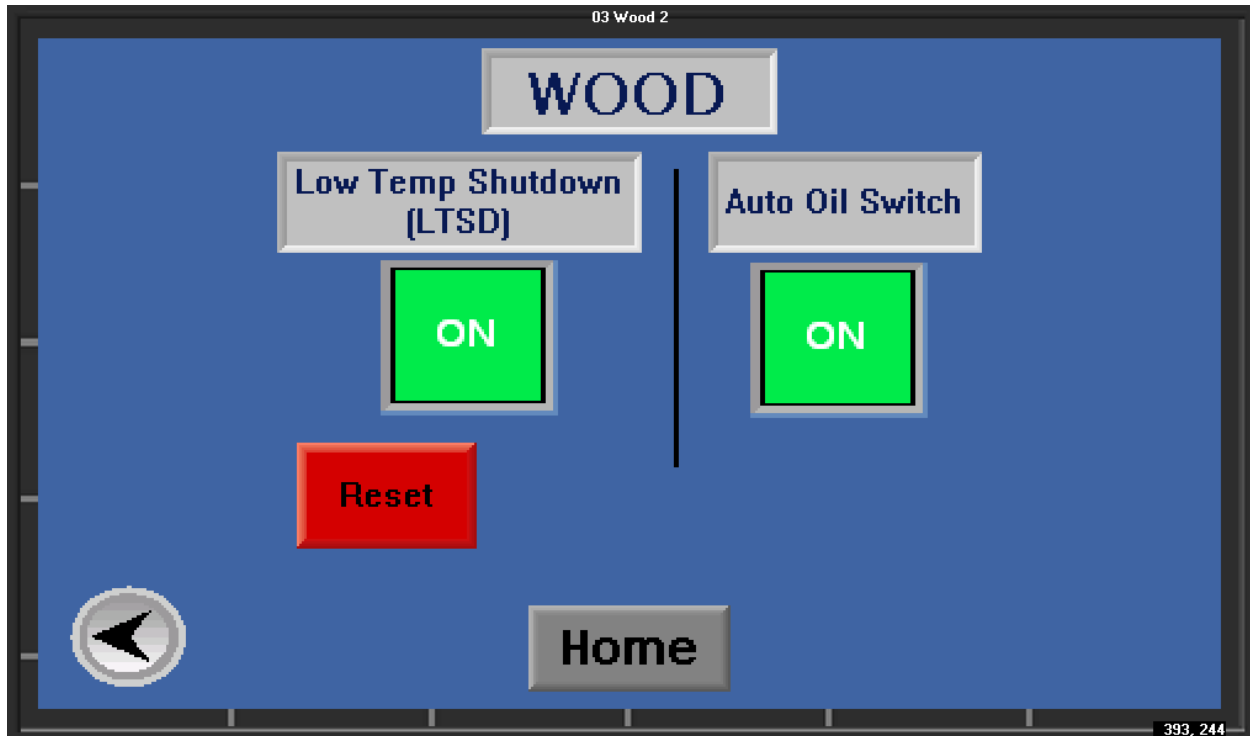 03 Wood 2
WOOD
Low Temp Shutdown
(LTSD)
Auto Oil Switch
ON
ON
Reset
Home
393, 244